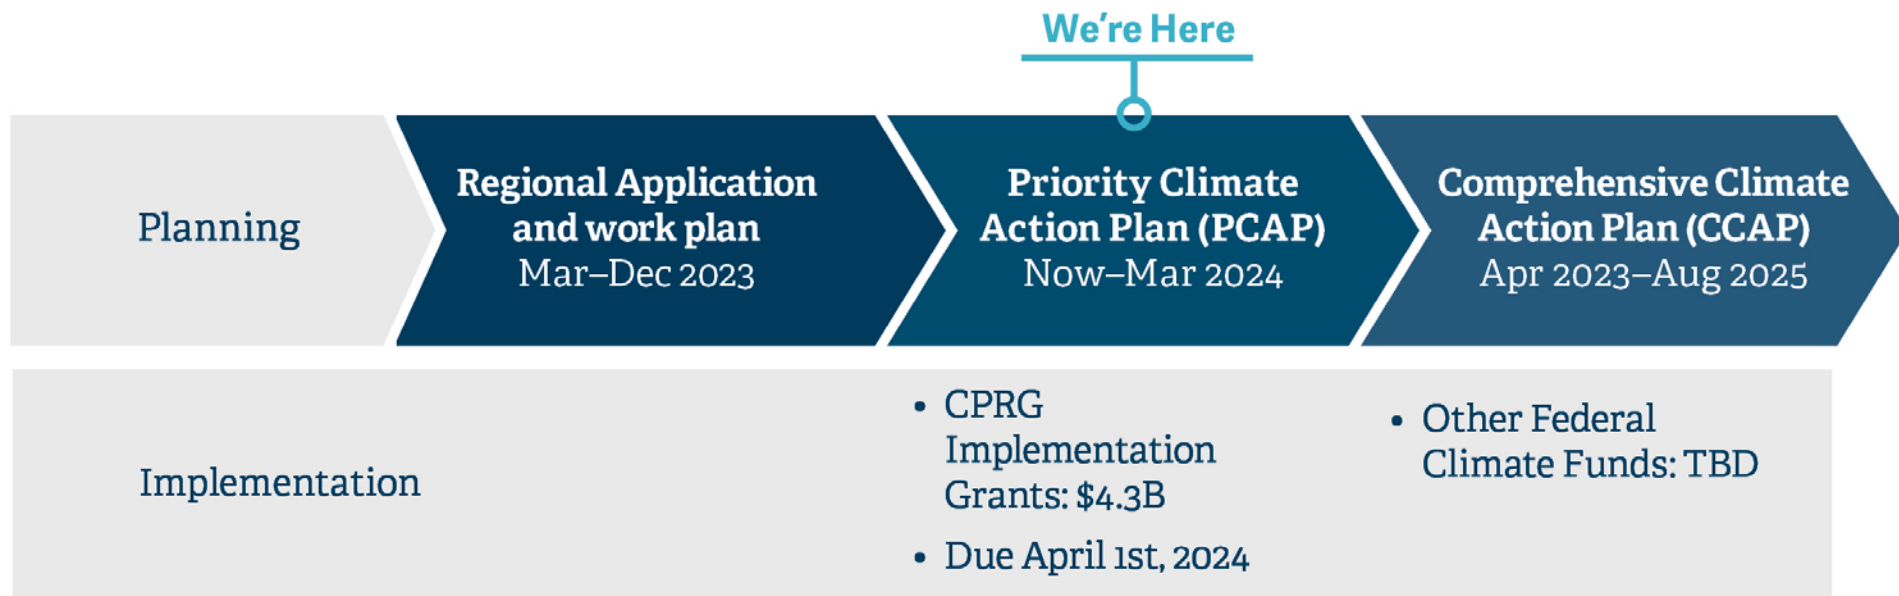 We're Here
Planning
Regional Application
and work plan
Mar–Dec 2023
Priority Climate
Action Plan (PCAP)
Now–Mar 2024
Comprehensive Climate
Action Plan (CCAP)
Apr 2023–Aug 2025
Implementation
• CPRG
Implementation
Grants: $4.3B
• Due April 1st, 2024
• Other Federal
Climate Funds: TBD